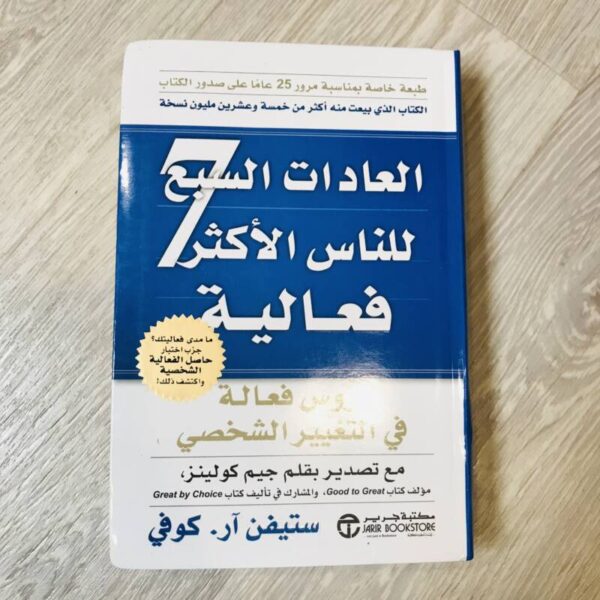 طبعة خاصة بمناسبة مرور 25 عامًا على صدور الكتاب
الكتاب الذي بيعت منه أكثر من خمسة وعشرين مليون نسخة
العادات السبع 7
للناس الأكثر
فعالية
ما مدى فعاليتك؟
جرب اختبار
حاصل الفعالية
الشخصية
واكتشف ذلك!
فعالة
في التغيير الشخصي
مع تصدير بقلم جيم كولينز،
مؤلف كتاب Good to Great، والمشارك في تأليف كتاب Great by Choice
ستيفن آر. كوفي
مكتبة جرير
JARIR BOOKSTORE